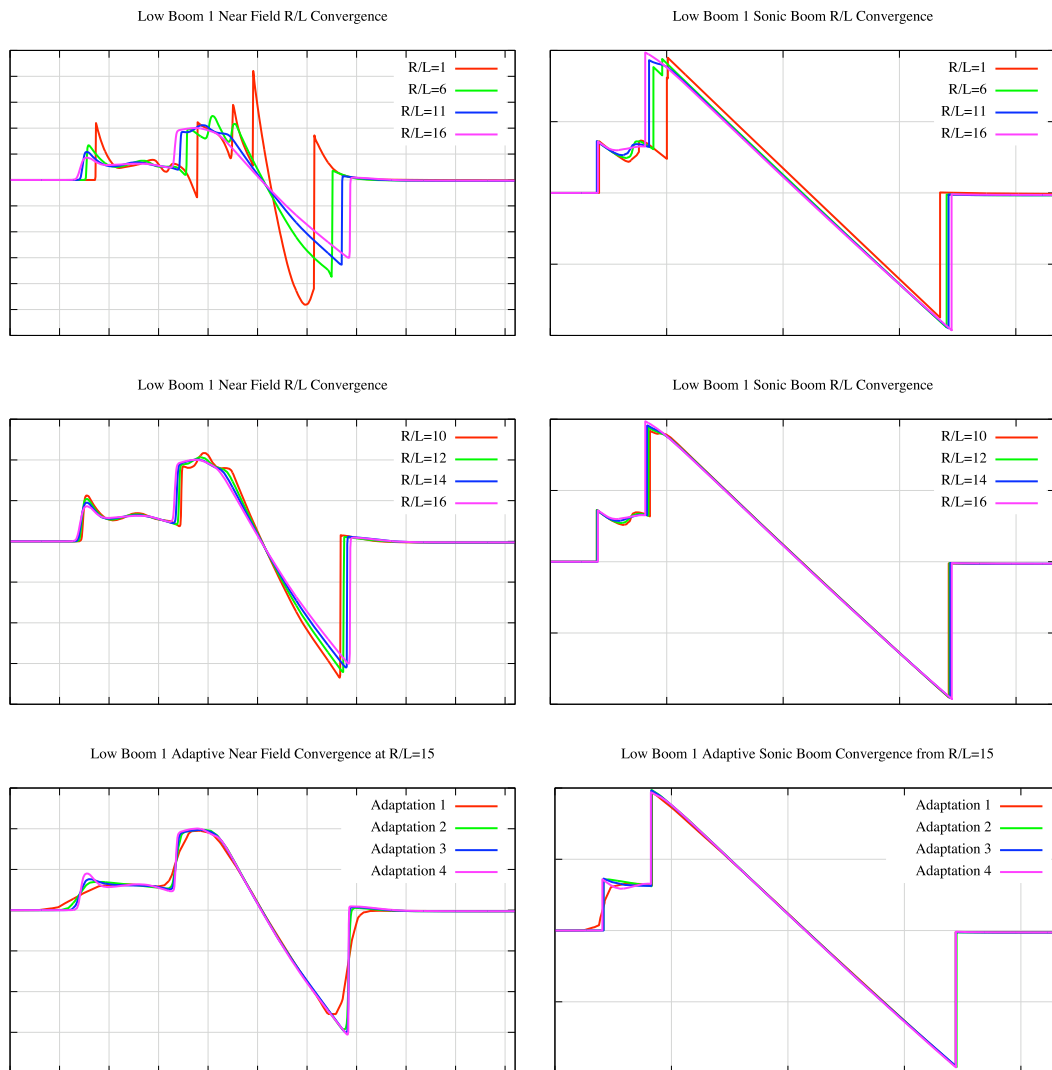 Low Boom 1 Near Field R/L Convergence
R/L=1
R/L=6
R/L=11
R/L=16
Low Boom 1 Sonic Boom R/L Convergence
R/L=1
R/L=6
R/L=11
R/L=16
Low Boom 1 Near Field R/L Convergence
R/L=10
R/L=12
R/L=14
R/L=16
Low Boom 1 Sonic Boom R/L Convergence
R/L=10
R/L=12
R/L=14
R/L=16
Low Boom 1 Adaptive Near Field Convergence at R/L=15
Adaptation 1
Adaptation 2
Adaptation 3
Adaptation 4
Low Boom 1 Adaptive Sonic Boom Convergence from R/L=15
Adaptation 1
Adaptation 2
Adaptation 3
Adaptation 4